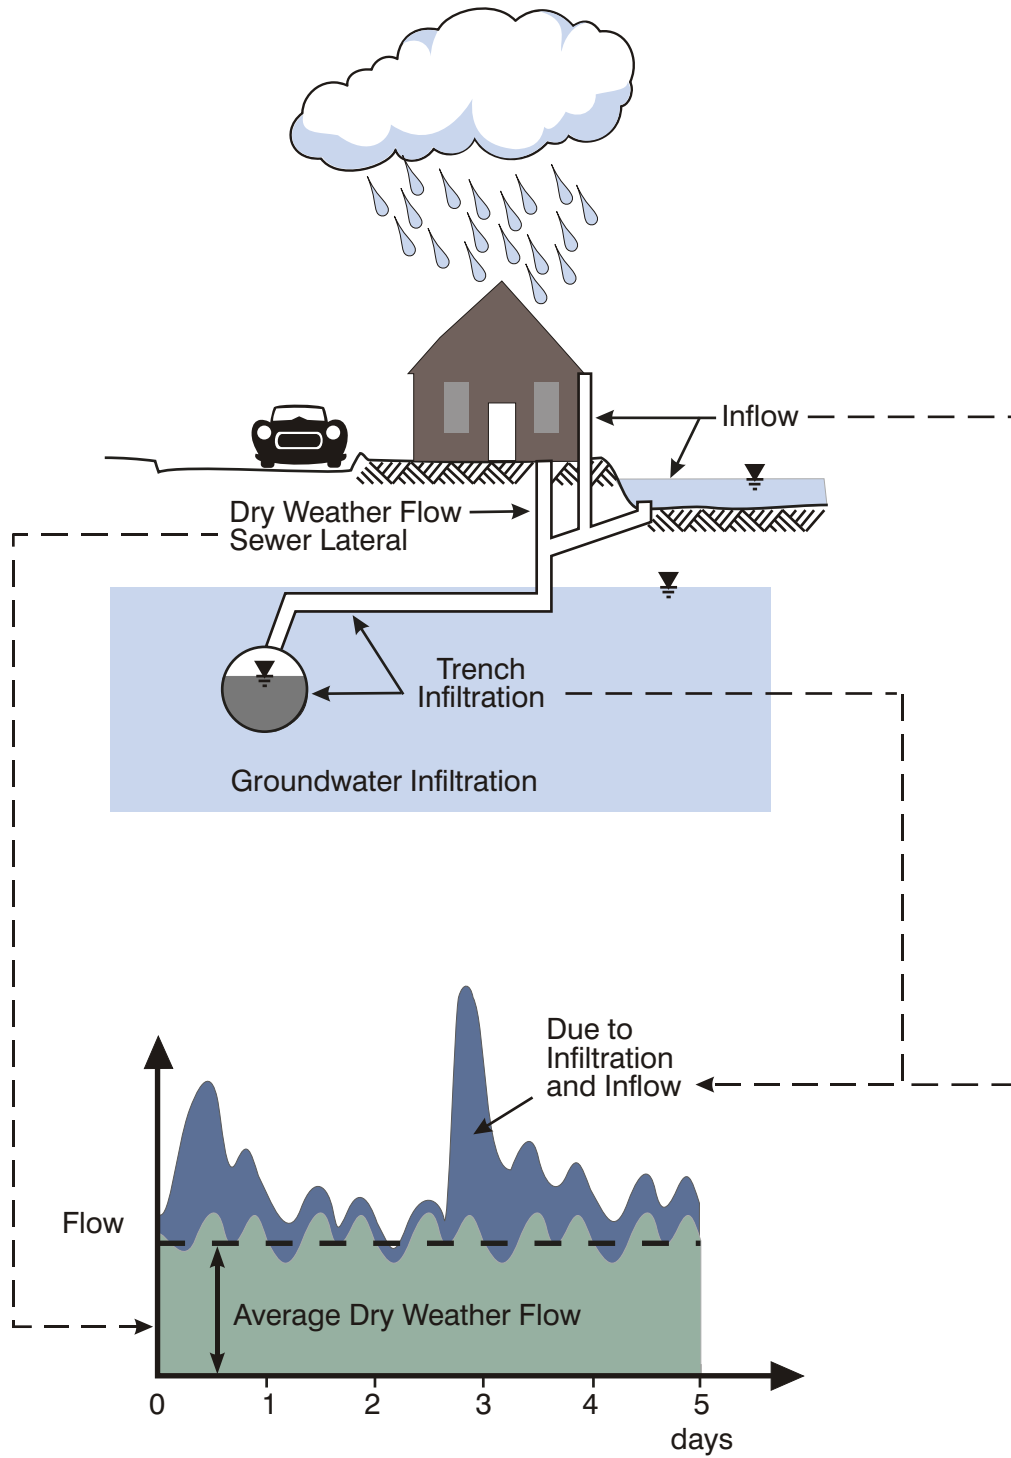 Inflow
Dry Weather Flow
Sewer Lateral
Trench
Infiltration
Groundwater Infiltration
Due to
Infiltration
and Inflow
Flow
Average Dry Weather Flow
0 1 2 3 4 5
days